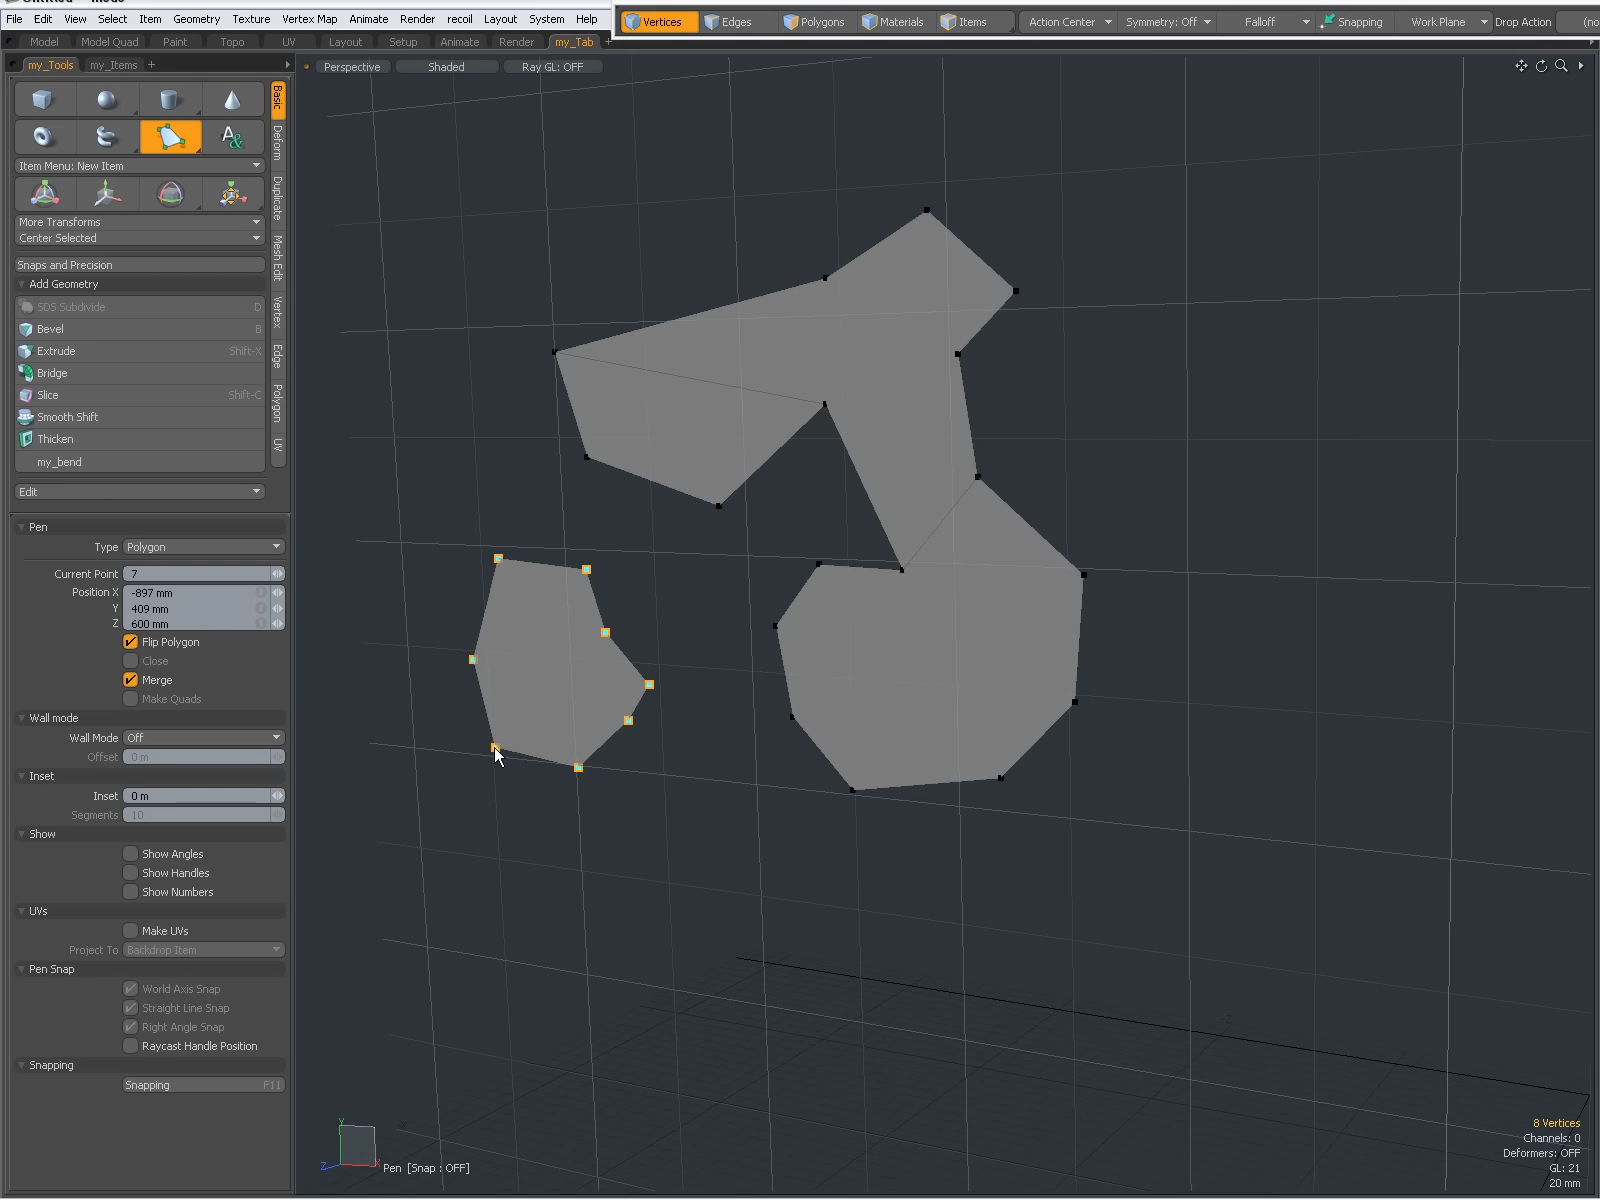 File Edit View Select Item Geometry Texture Vertex Map Animate Render recoil Layout System Help
Vertices Edges Polygons Materials Items Action Center Symmetry: Off Falloff Snapping Work Plane Drop Action (no
Model Model Quad Paint Topo UV Layout Setup Animate Render my_Tab +
my_Tools my_Items +
Perspective Shaded Ray GL: OFF
Basic
Deform
Duplicate
Mesh Edit
Vertex
Edge
Polygon
UV
Item Menu: New Item
More Transforms
Center Selected
Snaps and Precision
Add Geometry
SDS Subdivide D
Bevel B
Extrude Shift-X
Bridge
Slice Shift-C
Smooth Shift
Thicken
my_bend
Edit
Pen
Type Polygon
Current Point 7
Position X -897 mm
Y 409 mm
Z 600 mm
Flip Polygon
Close
Merge
Make Quads
Wall mode
Wall Mode Off
Offset 0 m
Inset
Inset 0 m
Segments 10
Show
Show Angles
Show Handles
Show Numbers
UVs
Make UVs
Project To Backdrop Item
Pen Snap
World Axis Snap
Straight Line Snap
Right Angle Snap
Raycast Handle Position
Snapping
Snapping F11
Y
Z
X
Pen [Snap : OFF]
8 Vertices
Channels: 0
Deformers: OFF
GL: 21
20 mm